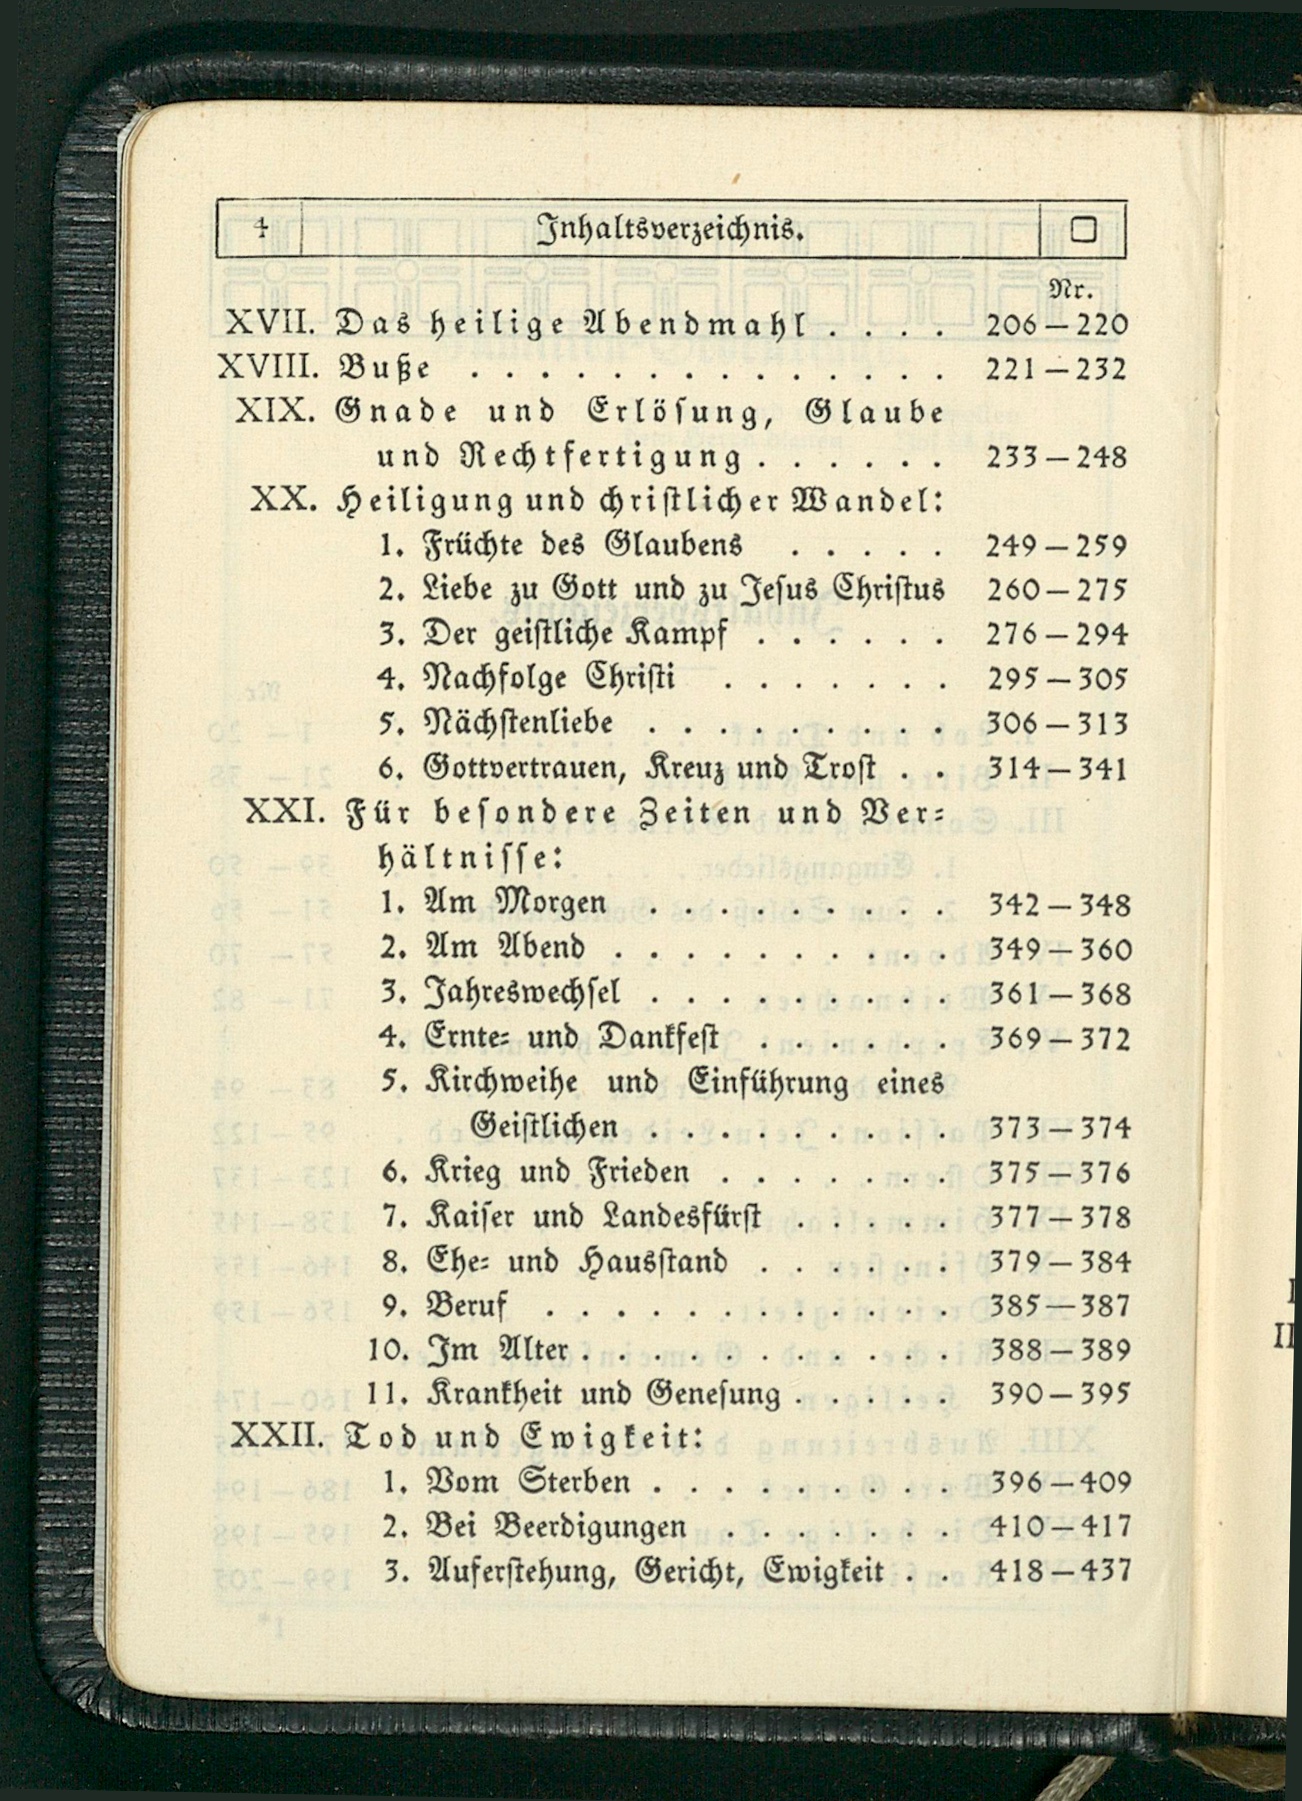 4 Inhaltsverzeichnis.
Nr.
XVII. Das heilige Abendmahl . . . . 206 — 220
XVIII. Buße . . . . . . . . . . . . . . 221 — 232
XIX. Gnade und Erlösung, Glaube
und Rechtfertigung . . . . . . 233 — 248
XX. Heiligung und christlicher Wandel:
1. Früchte des Glaubens . . . . . 249 — 259
2. Liebe zu Gott und zu Jesus Christus 260 — 275
3. Der geistliche Kampf . . . . . . 276 — 294
4. Nachfolge Christi . . . . . . . 295 — 305
5. Nächstenliebe . . . . . . . . . 306 — 313
6. Gottvertrauen, Kreuz und Trost . . 314 — 341
XXI. Für besondere Zeiten und Ver-
hältnisse:
1. Am Morgen . . . . . . . . . 342 — 348
2. Am Abend . . . . . . . . . . 349 — 360
3. Jahreswechsel . . . . . . . . . 361 — 368
4. Ernte- und Dankfest . . . . . . 369 — 372
5. Kirchweihe und Einführung eines
Geistlichen . . . . . . . . . 373 — 374
6. Krieg und Frieden . . . . . . . 375 — 376
7. Kaiser und Landesfürst . . . . . 377 — 378
8. Ehe- und Hausstand . . . . . . 379 — 384
9. Beruf . . . . . . . . . . . . 385 — 387
10. Im Alter . . . . . . . . . . . 388 — 389
11. Krankheit und Genesung . . . . . 390 — 395
XXII. Tod und Ewigkeit:
1. Vom Sterben . . . . . . . . . 396 — 409
2. Bei Beerdigungen . . . . . . . 410 — 417
3. Auferstehung, Gericht, Ewigkeit . . 418 — 437